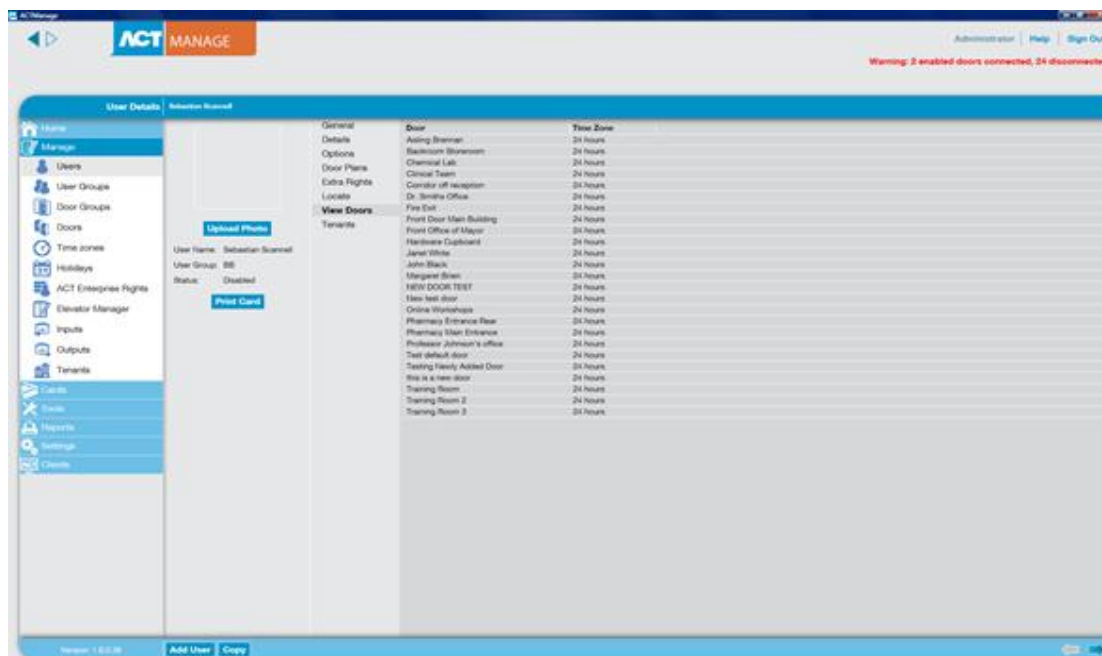 ACTManage
ACT MANAGE
Administrator | Help | Sign Ou
Warning: 2 enabled doors connected, 24 disconnecte
User Details
Sebastian Scannell
Home
Manage
Users
User Groups
Door Groups
Doors
Time zones
Holidays
ACT Enterprise Rights
Elevator Manager
Inputs
Outputs
Tenants
Cards
Tools
Reports
Settings
Clients
Upload Photo
User Name: Sebastian Scannell
User Group: BB
Status: Disabled
Print Card
General
Details
Options
Door Plans
Extra Rights
Locate
View Doors
Tenants
Door Time Zone
Aisling Brennan 24 hours
Backroom Storeroom 24 hours
Chemical Lab 24 hours
Clinical Team 24 hours
Corridor off reception 24 hours
Dr. Smiths Office 24 hours
Fire Exit 24 hours
Front Door Main Building 24 hours
Front Office of Mayor 24 hours
Hardware Cupboard 24 hours
Janet White 24 hours
John Black 24 hours
Margaret Brien 24 hours
NEW DOOR TEST 24 hours
New test door 24 hours
Online Workshops 24 hours
Pharmacy Entrance Rear 24 hours
Pharmacy Main Entrance 24 hours
Professor Johnson's office 24 hours
Test default door 24 hours
Testing Newly Added Door 24 hours
this is a new door 24 hours
Training Room 24 hours
Training Room 2 24 hours
Training Room 3 24 hours
Version
Add User
Copy